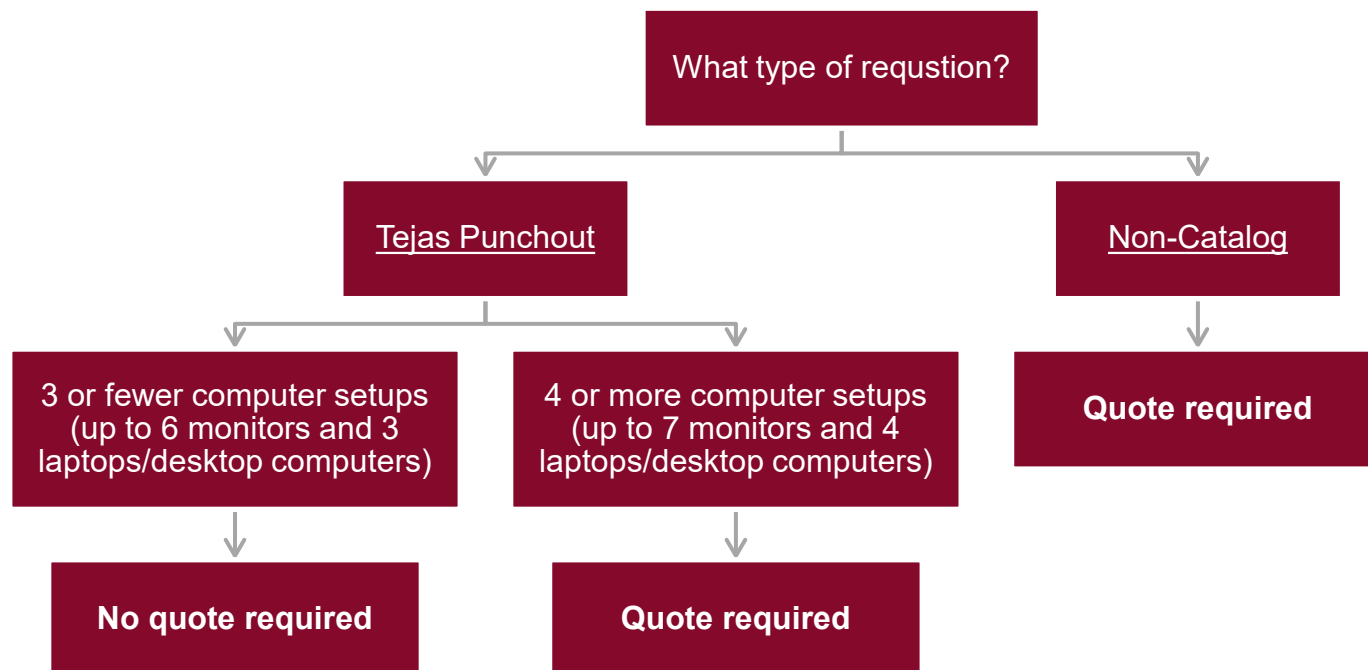 What type of requstion?
Tejas Punchout
Non-Catalog
3 or fewer computer setups
(up to 6 monitors and 3
laptops/desktop computers)
4 or more computer setups
(up to 7 monitors and 4
laptops/desktop computers)
Quote required
No quote required
Quote required